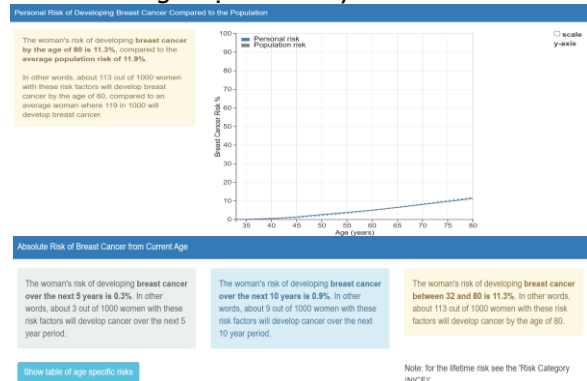 Personal Risk of Developing Breast Cancer Compared to the Population
The woman's risk of developing breast cancer
by the age of 80 is 11.3%, compared to the
average population risk of 11.9%.
In other words, about 113 out of 1000 women
with these risk factors will develop breast
cancer by the age of 80, compared to an
average woman where 119 in 1000 will
develop breast cancer.
Personal risk
Population risk
scale
y-axis
Breast Cancer Risk %
100
90
80
70
60
50
40
30
20
10
0
35 40 45 50 55 60 65 70 75 80
Age (years)
Absolute Risk of Breast Cancer from Current Age
The woman's risk of developing breast cancer
over the next 5 years is 0.3%. In other
words, about 3 out of 1000 women with these
risk factors will develop cancer over the next 5
year period.
The woman's risk of developing breast cancer
over the next 10 years is 0.9%. In other
words, about 9 out of 1000 women with these
risk factors will develop cancer over the next
10 year period.
The woman's risk of developing breast cancer
between 32 and 80 is 11.3%. In other words,
about 113 out of 1000 women with these risk
factors will develop cancer by the age of 80.
Show table of age specific risks
Note: for the lifetime risk see the 'Risk Category
(NICE)'